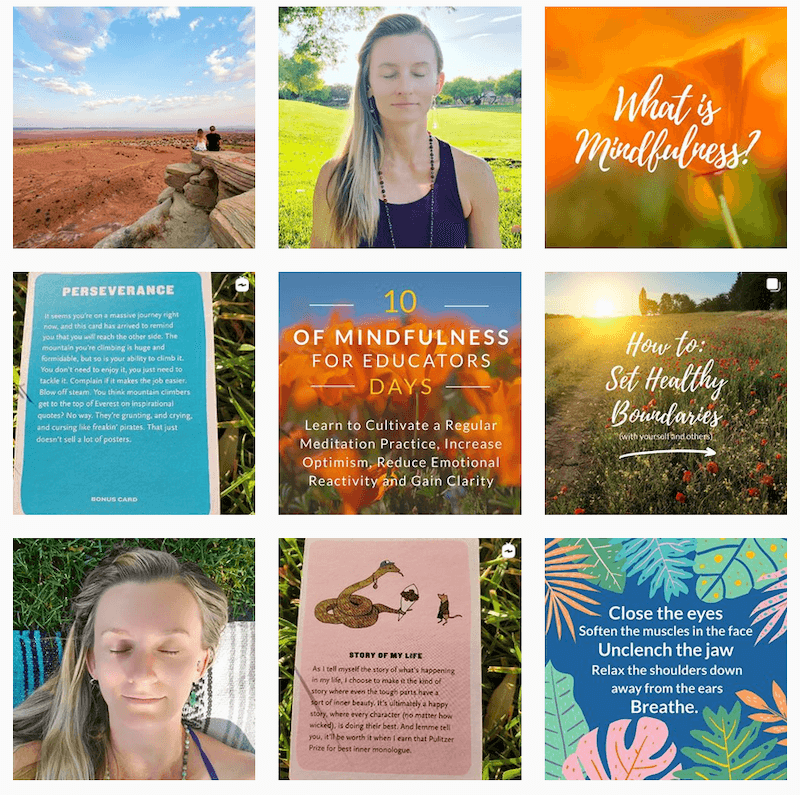 What is
Mindfulness?
PERSEVERANCE
It seems you're on a massive journey right
now, and this card has arrived to remind
you that you will reach the other side. The
mountain you're climbing is huge and
formidable, but so is your ability to climb it.
You don't need to enjoy it, you just need to
tackle it. Complain if it makes the job easier.
Blow off steam. You think mountain climbers
get to the top of Everest on inspirational
quotes? No way. They're grunting, and crying,
and cursing like freakin' pirates. That just
doesn't sell a lot of posters.
BONUS CARD
10
OF MINDFULNESS
FOR EDUCATORS
DAYS
Learn to Cultivate a Regular
Meditation Practice, Increase
Optimism, Reduce Emotional
Reactivity and Gain Clarity
How to:
Set Healthy
Boundaries
(with yourself and others)
STORY OF MY LIFE
As I tell myself the story of what's happening
in my life, I choose to make it the kind of
story where even the tough parts have a
sort of inner beauty. It's ultimately a happy
story, where every character (no matter how
wicked), is doing their best. And femme tell
you, it'll be worth it when I earn that Pulitzer
Prize for best inner monologue.
Close the eyes
Soften the muscles in the face
Unclench the jaw
Relax the shoulders down
away from the ears
Breathe.